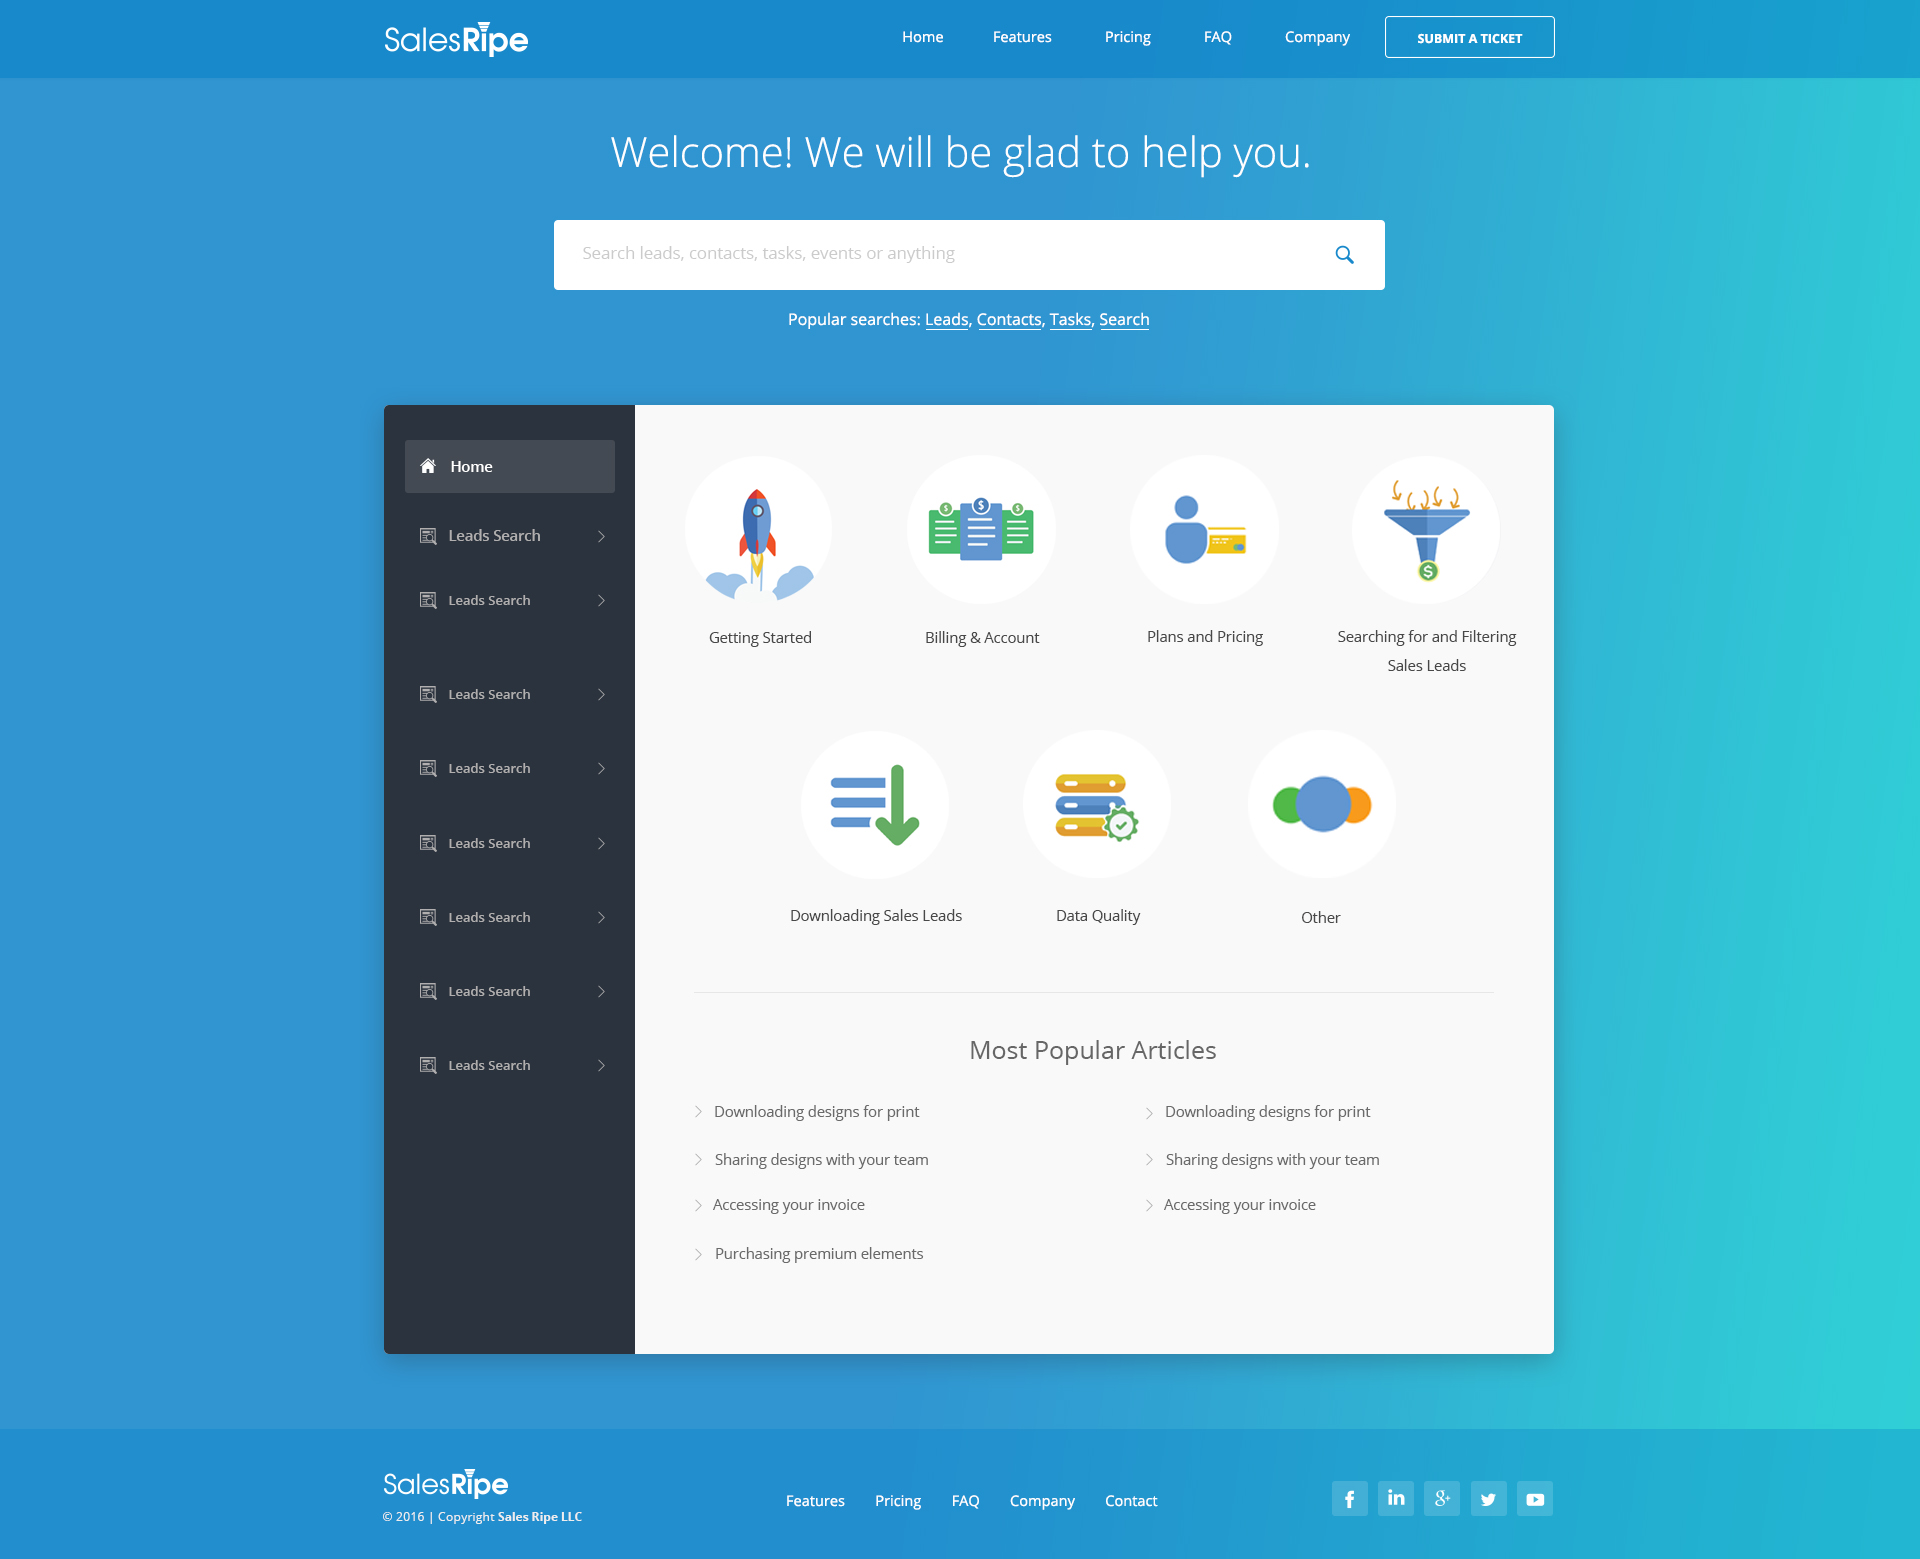 SalesRipe
Home Features Pricing FAQ Company SUBMIT A TICKET
Welcome! We will be glad to help you.
Search leads, contacts, tasks, events or anything
Popular searches: Leads, Contacts, Tasks, Search
Home
Leads Search
Leads Search
Leads Search
Leads Search
Leads Search
Leads Search
Leads Search
Leads Search
Getting Started
Billing & Account
Plans and Pricing
Searching for and Filtering
Sales Leads
Downloading Sales Leads
Data Quality
Other
Most Popular Articles
Downloading designs for print
Sharing designs with your team
Accessing your invoice
Purchasing premium elements
Downloading designs for print
Sharing designs with your team
Accessing your invoice
SalesRipe
© 2016 | Copyright Sales Ripe LLC
Features Pricing FAQ Company Contact